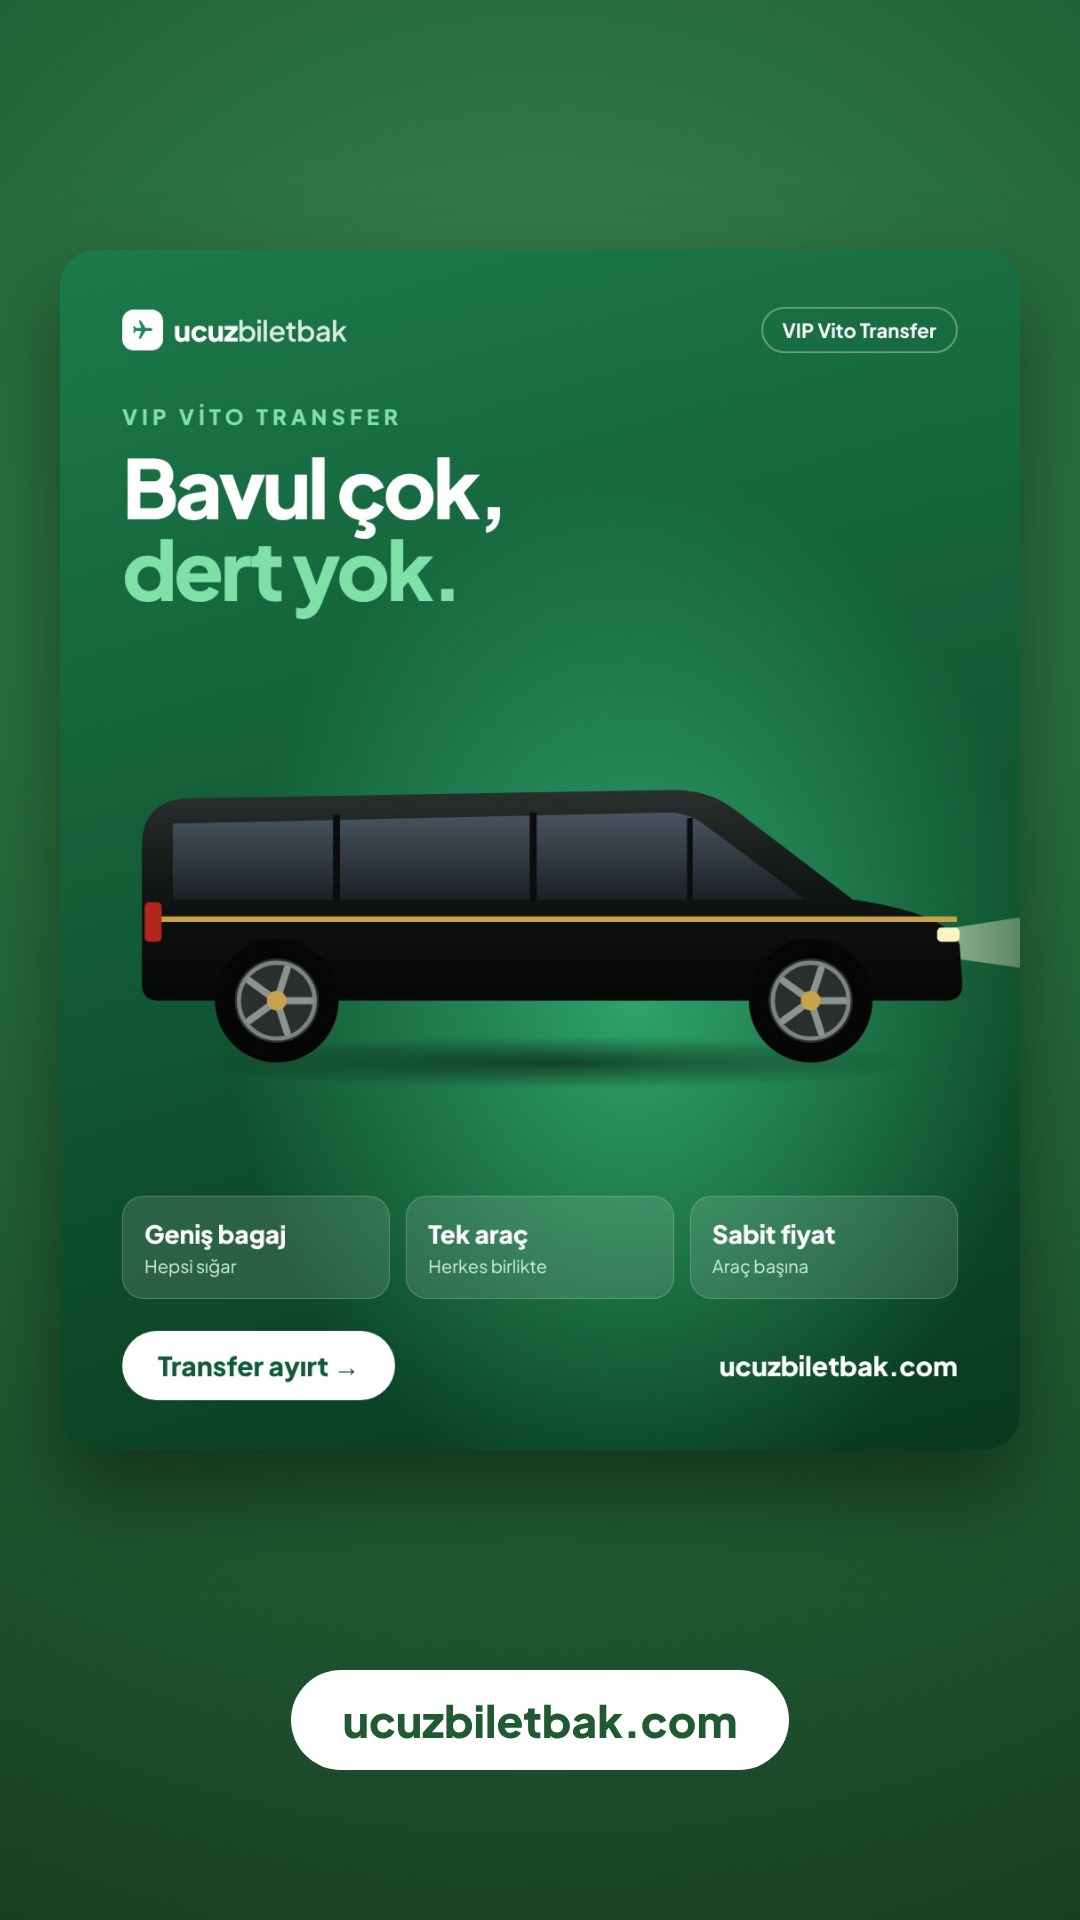 ucuzbiletbak
VIP Vito Transfer
VIP VİTO TRANSFER
Bavul çok,
dert yok.
Geniş bagaj
Hepsi sığar
Tek araç
Herkes birlikte
Sabit fiyat
Araç başına
Transfer ayırt →
ucuzbiletbak.com
ucuzbiletbak.com